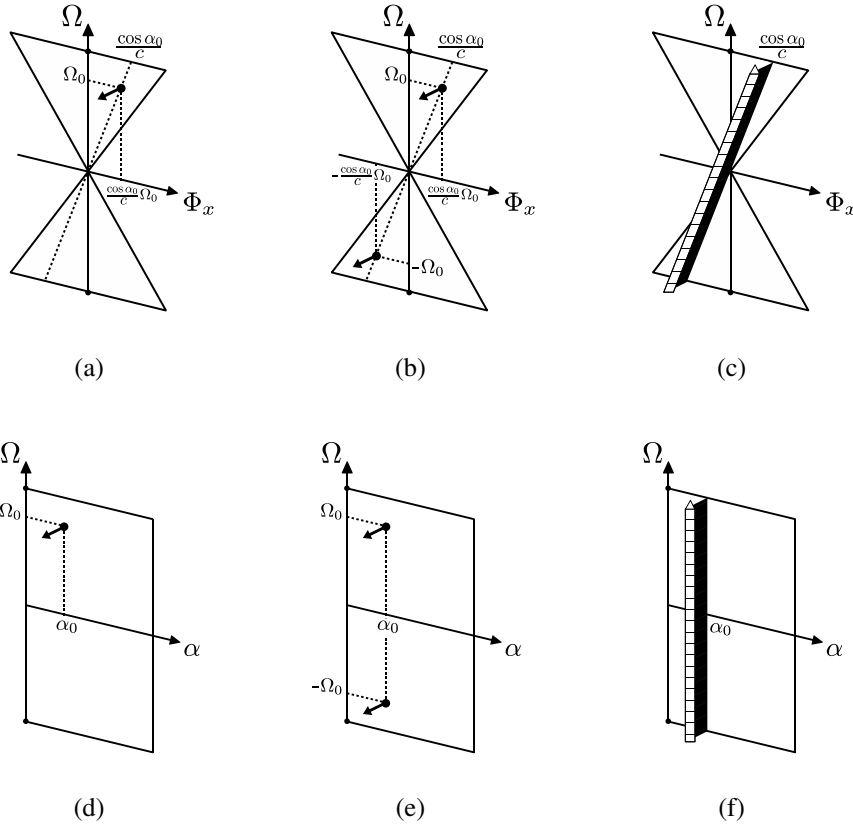 Ω
cos α₀/c
Ω₀
cos α₀/c Ω₀
Φₓ
(a)
Ω
cos α₀/c
Ω₀
-cos α₀/c Ω₀
cos α₀/c Ω₀
Φₓ
-Ω₀
(b)
Ω
cos α₀/c
Φₓ
(c)
Ω
Ω₀
α₀
α
(d)
Ω
Ω₀
α₀
α
-Ω₀
(e)
Ω
α₀
α
(f)